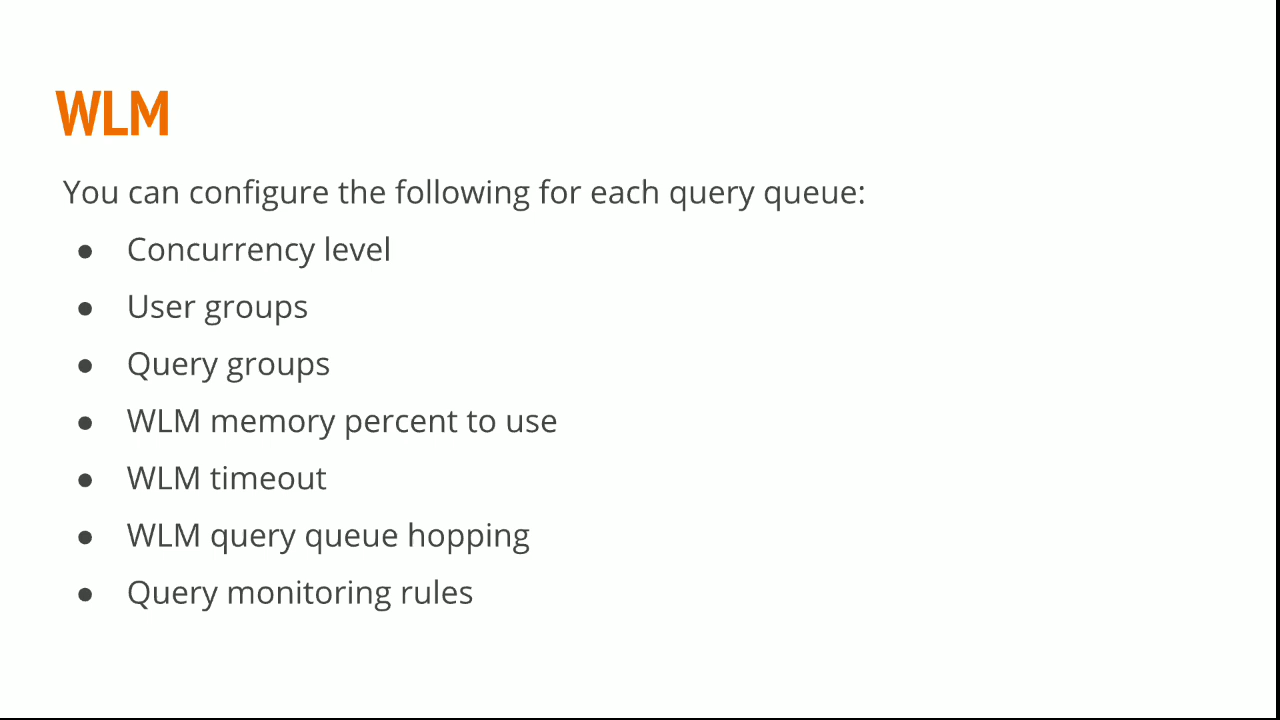 WLM
You can configure the following for each query queue:
● Concurrency level
● User groups
● Query groups
● WLM memory percent to use
● WLM timeout
● WLM query queue hopping
● Query monitoring rules